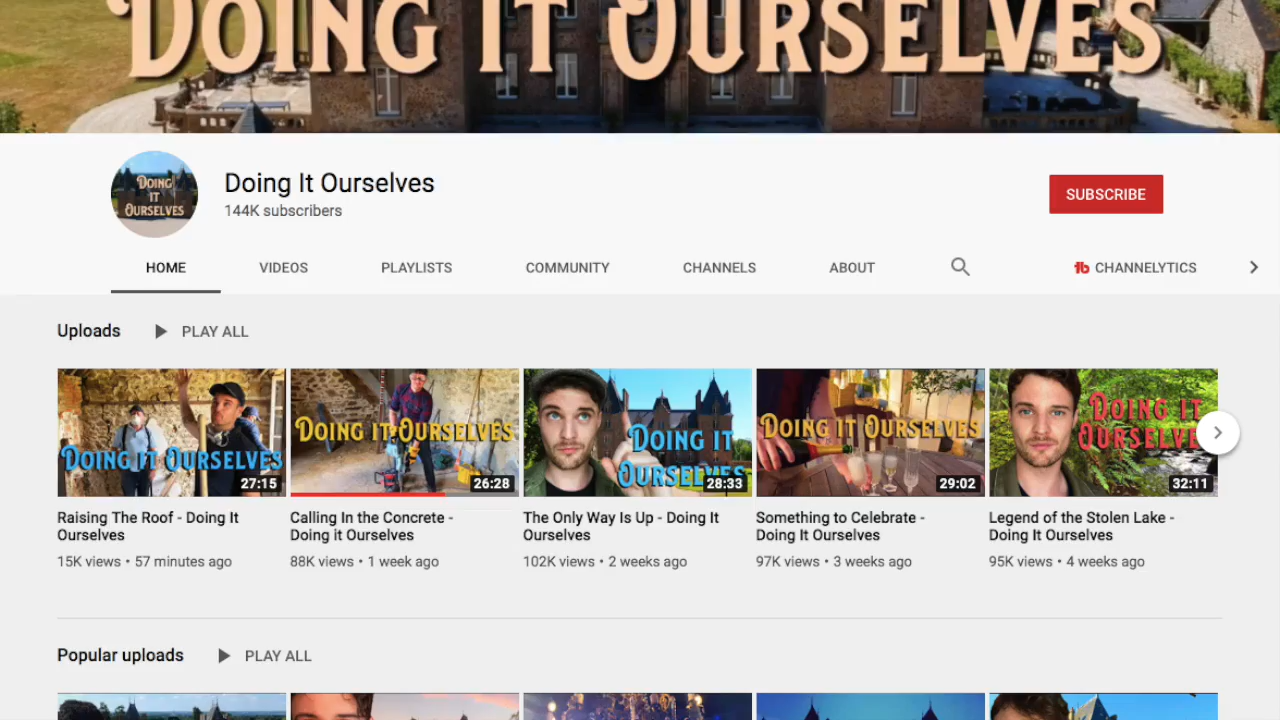 DOING IT OURSELVES
DOING
IT
OURSELVES
Doing It Ourselves
144K subscribers
SUBSCRIBE
HOME VIDEOS PLAYLISTS COMMUNITY CHANNELS ABOUT tb CHANNELYTICS
Uploads PLAY ALL
DOING IT OURSELVES
27:15
DOING IT OURSELVES
26:28
DOING IT
OURSELVES
28:33
DOING IT OURSELVES
29:02
DOING IT
OURSELVES
32:11
Raising The Roof - Doing It
Ourselves
15K views • 57 minutes ago
Calling In the Concrete -
Doing it Ourselves
88K views • 1 week ago
The Only Way Is Up - Doing It
Ourselves
102K views • 2 weeks ago
Something to Celebrate -
Doing It Ourselves
97K views • 3 weeks ago
Legend of the Stolen Lake -
Doing It Ourselves
95K views • 4 weeks ago
Popular uploads PLAY ALL